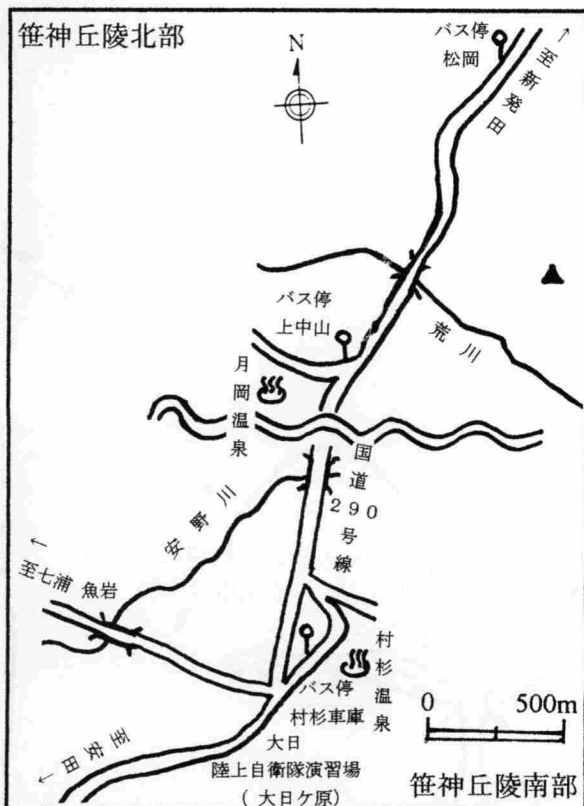 笹神丘陵北部
バス停
松岡
至新発田
N
バス停
上中山
荒川
月岡温泉
国道290号線
安野川
至七浦
魚岩
村杉温泉
バス停
村杉車庫
0 500m
大日
陸上自衛隊演習場
(大日ケ原)
至安田
笹神丘陵南部